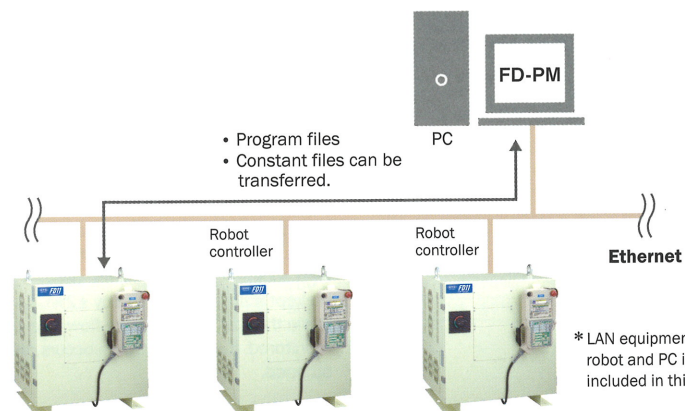 FD-PM
PC
• Program files
• Constant files can be
transferred.
Robot
controller
Robot
controller
Ethernet
FD11
FD11
FD11
* LAN equipmen
robot and PC i
included in thi